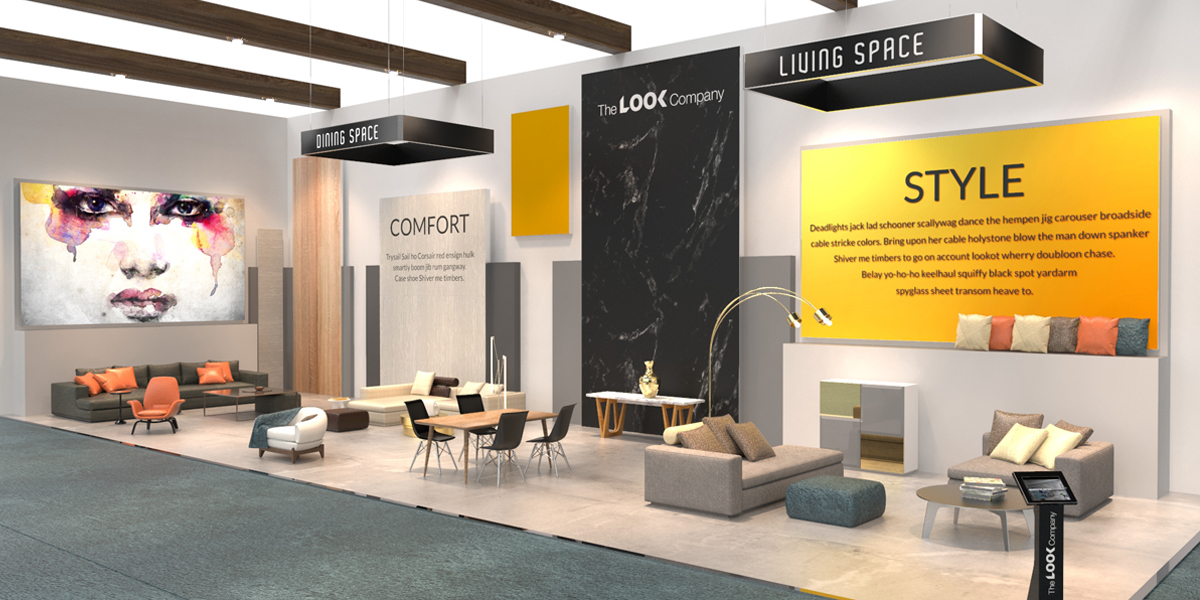 DINING SPACE
LIVING SPACE
The LOOK Company
COMFORT
Trysail Sail ho Corsair red ensign hulk
smartly boom jib rum gangway.
Case shoe Shiver me timbers.
STYLE
Deadlights jack lad schooner scallywag dance the hempen jig carouser broadside
cable stricke colors. Bring upon her cable holystone blow the man down spanker
Shiver me timbers to go on account lookot wherry doubloon chase.
Belay yo-ho-ho keelhaul squiffy black spot yardarm
spyglass sheet transom heave to.
The LOOK Company